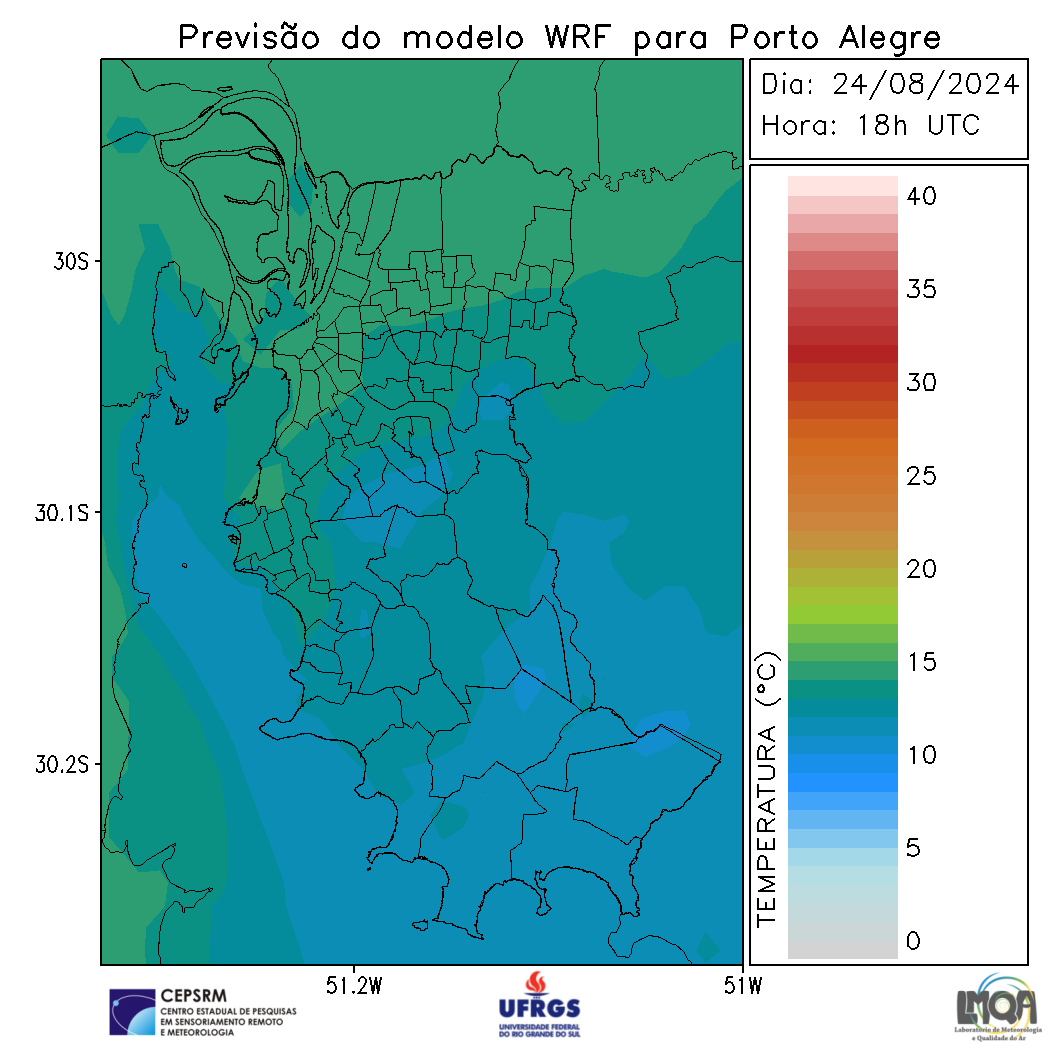 Previsão do modelo WRF para Porto Alegre
Dia: 24/08/2024
Hora: 18h UTC
40
35
30
25
20
15
10
5
0
TEMPERATURA (°C)
30S
30.1S
30.2S
51.2W
51W
CEPSRM
CENTRO ESTADUAL DE PESQUISAS
EM SENSORIAMENTO REMOTO
E METEOROLOGIA
UFRGS
UNIVERSIDADE FEDERAL
DO RIO GRANDE DO SUL
LMQA
Laboratório de Meteorologia
e Qualidade do Ar